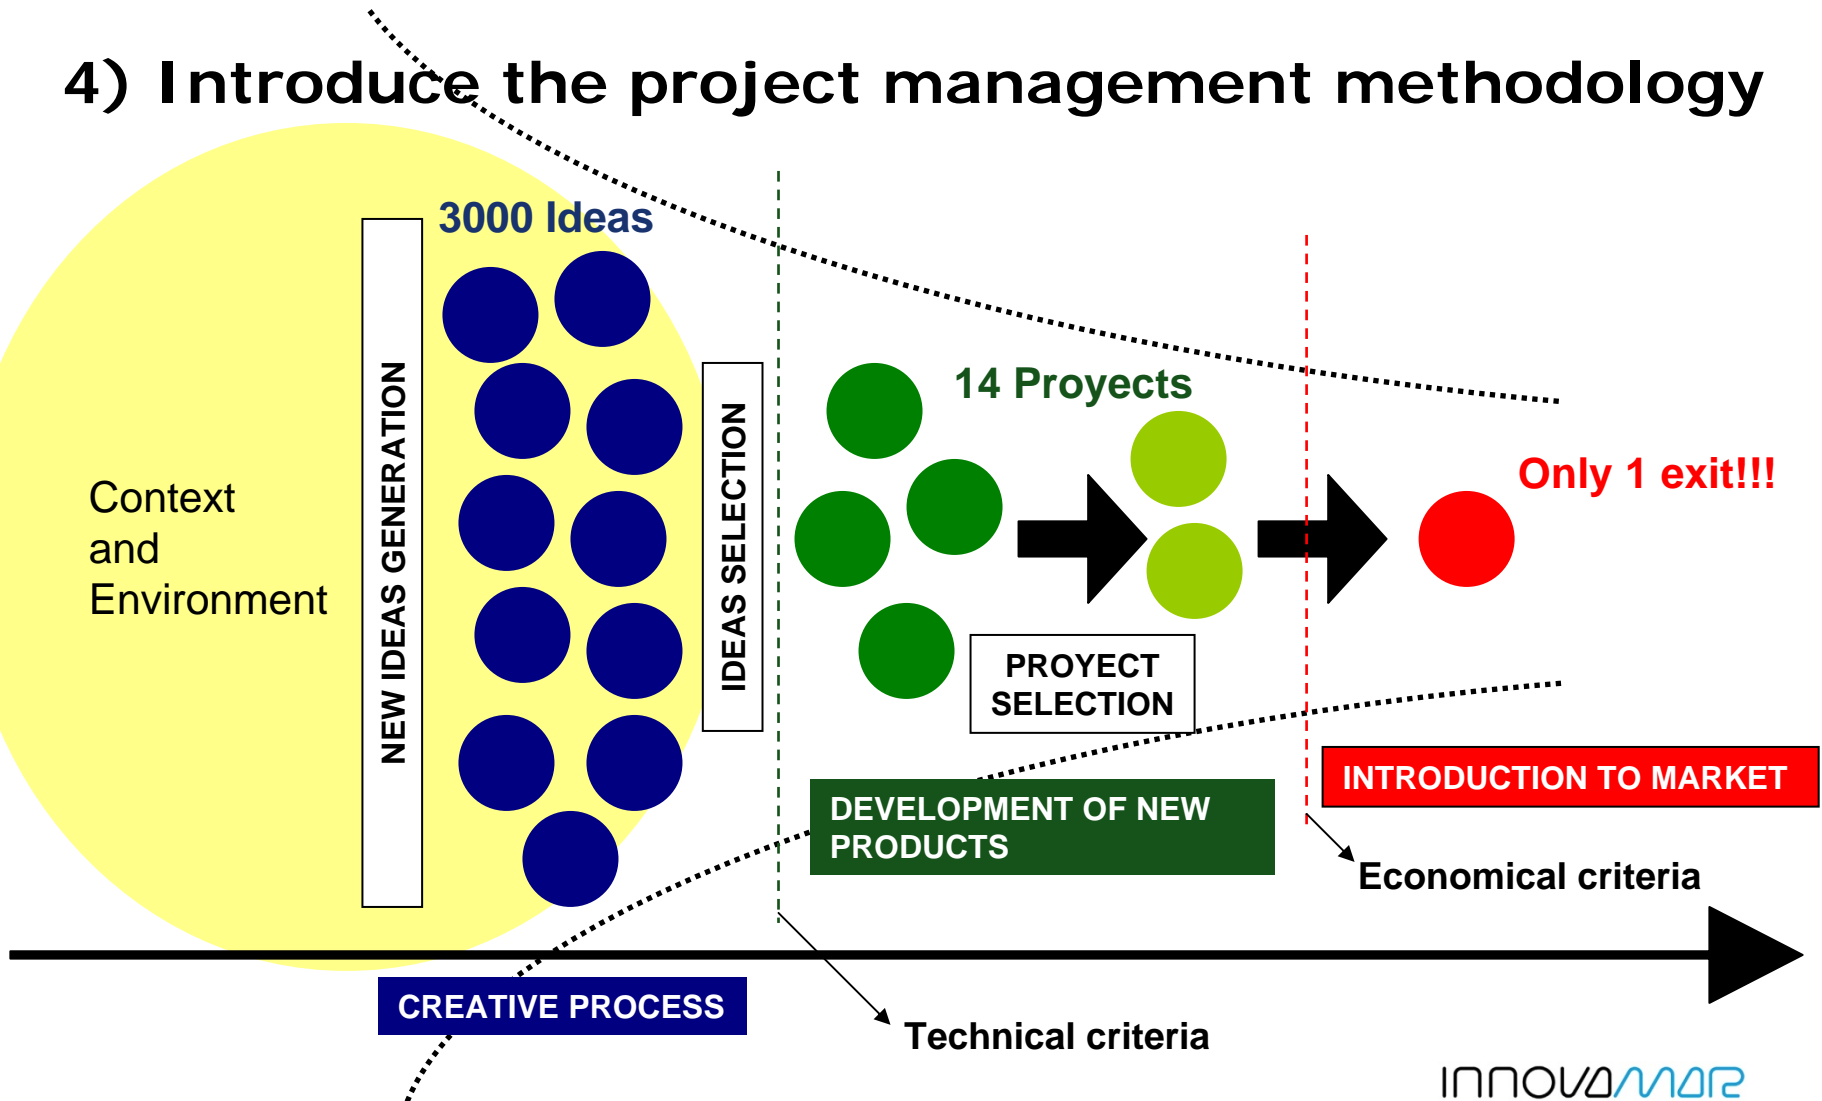 4) Introduce the project management methodology
3000 Ideas
NEW IDEAS GENERATION
IDEAS SELECTION
Context
and
Environment
14 Proyects
Only 1 exit!!!
PROYECT
SELECTION
DEVELOPMENT OF NEW
PRODUCTS
INTRODUCTION TO MARKET
Economical criteria
CREATIVE PROCESS
Technical criteria
INNOVAMAR